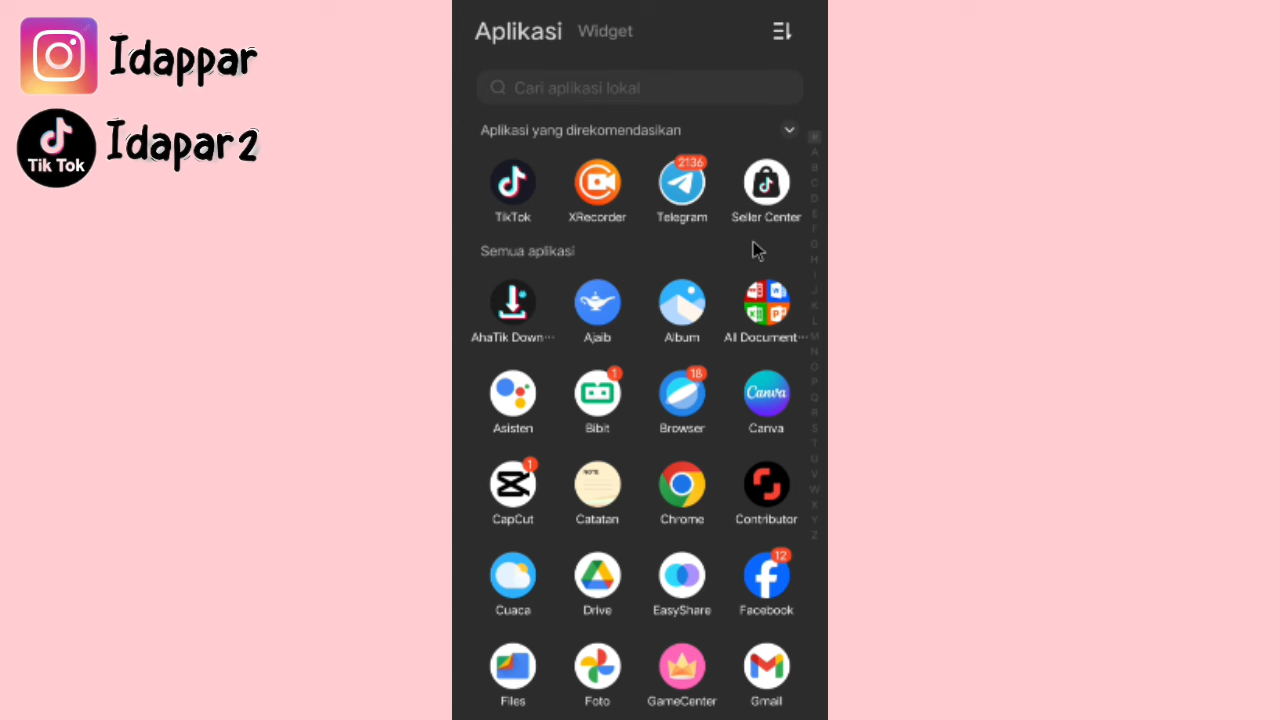 Idappar
Tik Tok
Idapar2
Aplikasi Widget
Cari aplikasi lokal
Aplikasi yang direkomendasikan
2136
TikTok XRecorder Telegram Seller Center
Semua aplikasi
AhaTik Down··· Ajaib Album All Document···
1 18
Canva
Asisten Bibit Browser Canva
1
NOTE
CapCut Catatan Chrome Contributor
12
Cuaca Drive EasyShare Facebook
Files Foto GameCenter Gmail